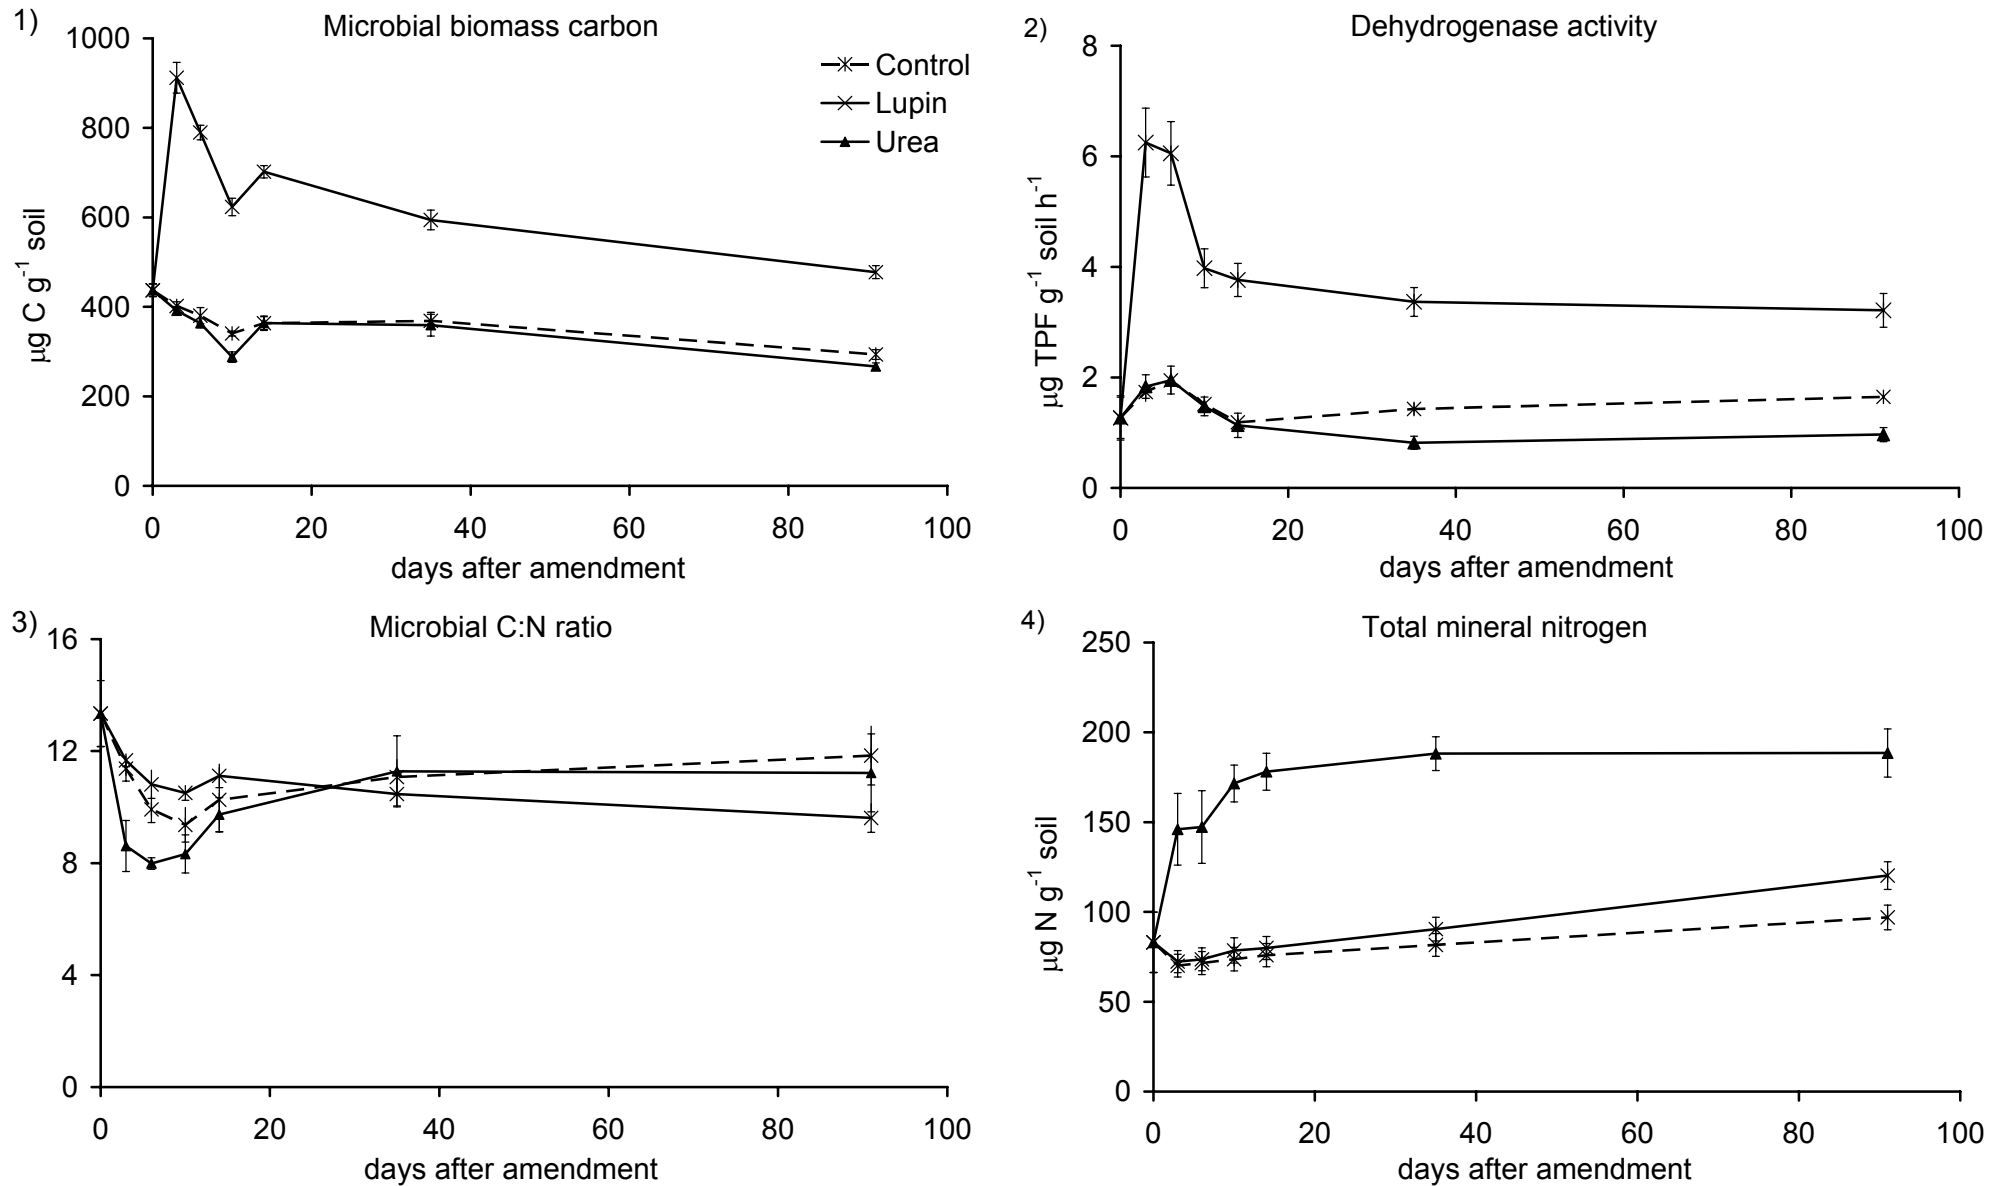 1)
Microbial biomass carbon
1000
800
600
400
200
0
µg C g⁻¹ soil
Control
Lupin
Urea
0 20 40 60 80 100
days after amendment
2)
Dehydrogenase activity
8
6
4
2
0
µg TPF g⁻¹ soil h⁻¹
0 20 40 60 80 100
days after amendment
3)
Microbial C:N ratio
16
12
8
4
0
0 20 40 60 80 100
days after amendment
4)
Total mineral nitrogen
250
200
150
100
50
0
µg N g⁻¹ soil
0 20 40 60 80 100
days after amendment